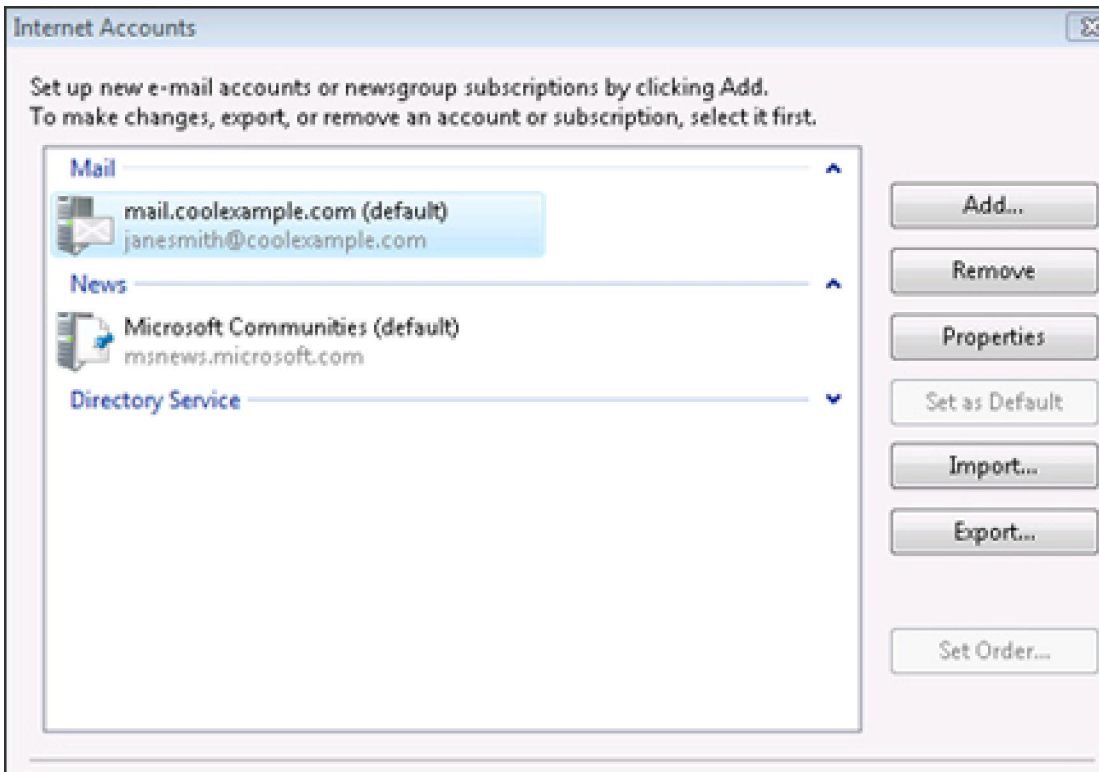 Internet Accounts
Set up new e-mail accounts or newsgroup subscriptions by clicking Add.
To make changes, export, or remove an account or subscription, select it first.
Mail
mail.coolexample.com (default)
janesmith@coolexample.com
News
Microsoft Communities (default)
msnews.microsoft.com
Directory Service
Add...
Remove
Properties
Set as Default
Import...
Export...
Set Order...